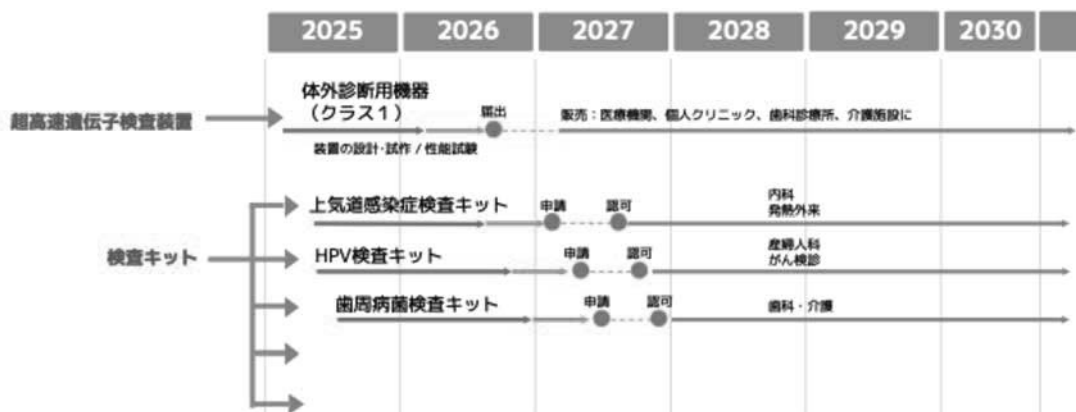 2025 2026 2027 2028 2029 2030
体外診断用機器
(クラス1)
超高速遺伝子検査装置
届出
販売:医療機関、個人クリニック、歯科診療所、介護施設に
装置の設計・試作 / 性能試験
上気道感染症検査キット
申請 認可
内科
発熱外来
検査キット
HPV検査キット
申請 認可
産婦人科
がん検診
歯周病菌検査キット
申請 認可
歯科・介護